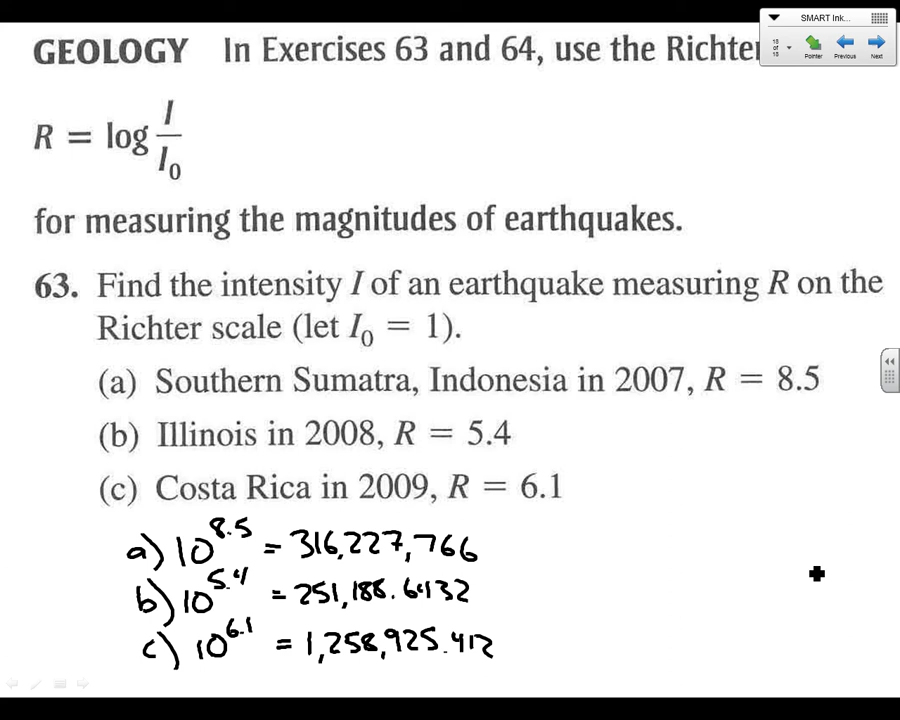 SMART Ink...
GEOLOGY In Exercises 63 and 64, use the Richter
18 of 18
Pointer Previous Next
R = log I/I₀
for measuring the magnitudes of earthquakes.
63. Find the intensity I of an earthquake measuring R on the
Richter scale (let I₀ = 1).
(a) Southern Sumatra, Indonesia in 2007, R = 8.5
(b) Illinois in 2008, R = 5.4
(c) Costa Rica in 2009, R = 6.1
a) 10^8.5 = 316,227,766
b) 10^5.4 = 251,188.6432
c) 10^6.1 = 1,258,925.412